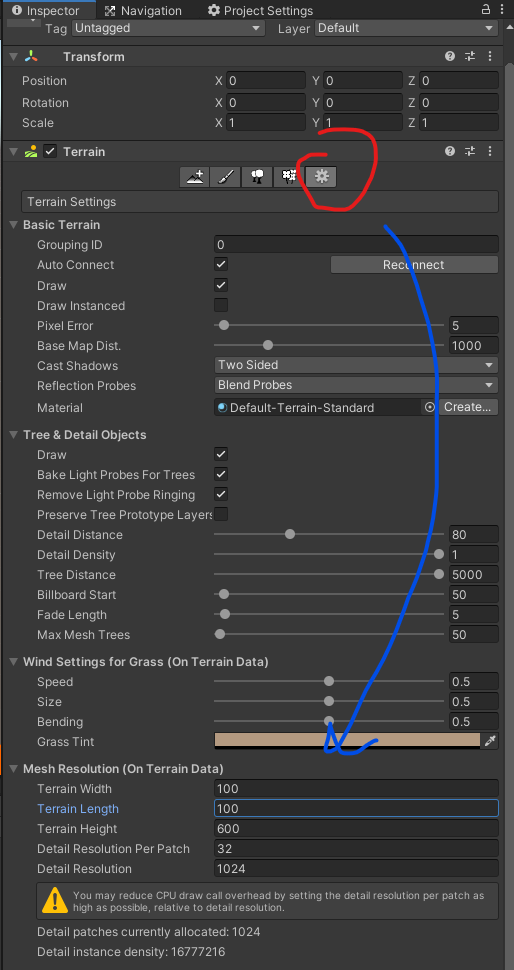 Inspector Navigation Project Settings
Tag Untagged Layer Default
Transform
Position X 0 Y 0 Z 0
Rotation X 0 Y 0 Z 0
Scale X 1 Y 1 Z 1
Terrain
Terrain Settings
Basic Terrain
Grouping ID 0
Auto Connect Reconnect
Draw
Draw Instanced
Pixel Error 5
Base Map Dist. 1000
Cast Shadows Two Sided
Reflection Probes Blend Probes
Material Default-Terrain-Standard Create...
Tree & Detail Objects
Draw
Bake Light Probes For Trees
Remove Light Probe Ringing
Preserve Tree Prototype Layers
Detail Distance 80
Detail Density 1
Tree Distance 5000
Billboard Start 50
Fade Length 5
Max Mesh Trees 50
Wind Settings for Grass (On Terrain Data)
Speed 0.5
Size 0.5
Bending 0.5
Grass Tint
Mesh Resolution (On Terrain Data)
Terrain Width 100
Terrain Length 100
Terrain Height 600
Detail Resolution Per Patch 32
Detail Resolution 1024
You may reduce CPU draw call overhead by setting the detail resolution per patch as
high as possible, relative to detail resolution.
Detail patches currently allocated: 1024
Detail instance density: 16777216